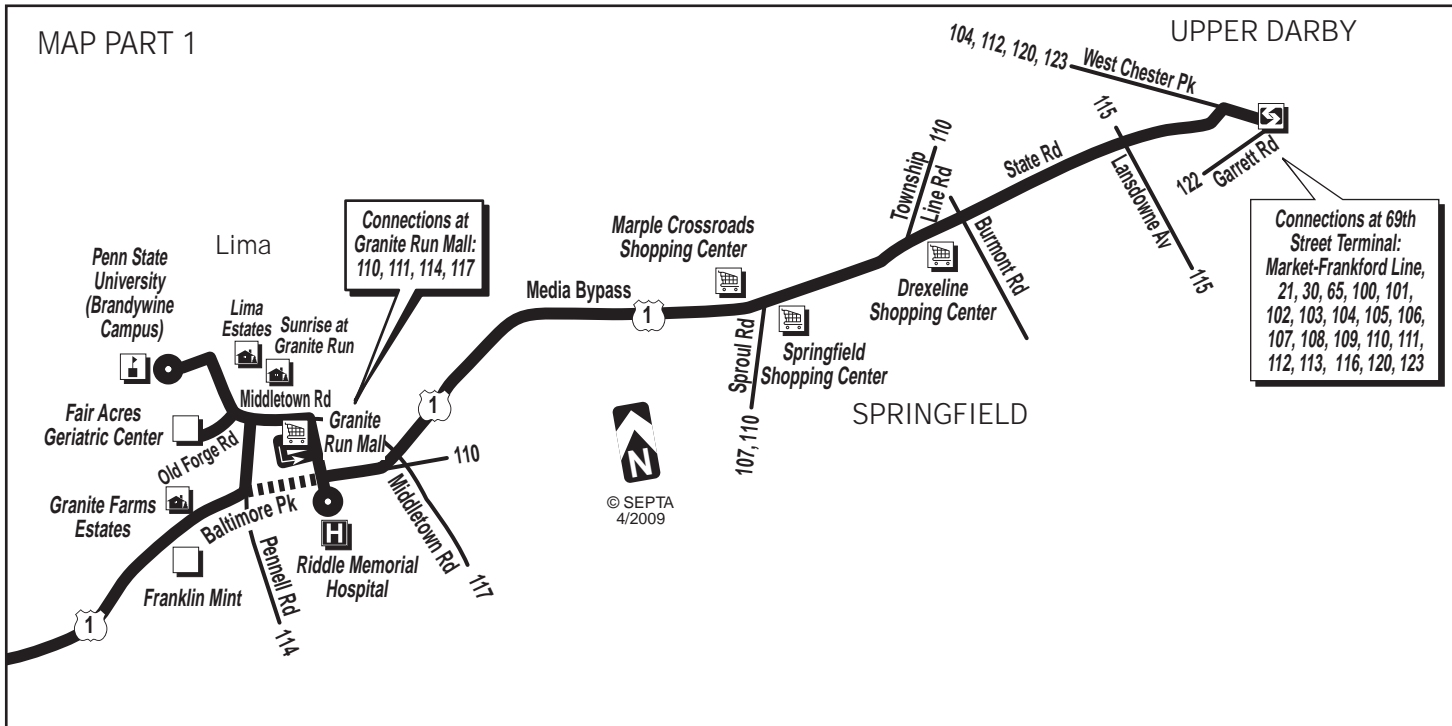 MAP PART 1
UPPER DARBY
104, 112, 120, 123
West Chester Pk
115
Lansdowne Av
115
122
Garrett Rd
State Rd
110
Township
Line Rd
Burmont Rd
Connections at 69th
Street Terminal:
Market-Frankford Line,
21, 30, 65, 100, 101,
102, 103, 104, 105, 106,
107, 108, 109, 110, 111,
112, 113, 116, 120, 123
Connections at
Granite Run Mall:
110, 111, 114, 117
Marple Crossroads
Shopping Center
Drexeline
Shopping Center
Media Bypass
1
Sproul Rd
107, 110
Springfield
Shopping Center
SPRINGFIELD
Lima
Penn State
University
(Brandywine
Campus)
Lima
Estates
Sunrise at
Granite Run
Middletown Rd
Granite
Run Mall
1
Fair Acres
Geriatric Center
Old Forge Rd
110
Middletown Rd
117
Granite Farms
Estates
Baltimore Pk
H
Riddle Memorial
Hospital
Franklin Mint
Pennell Rd
114
1
N
© SEPTA
4/2009